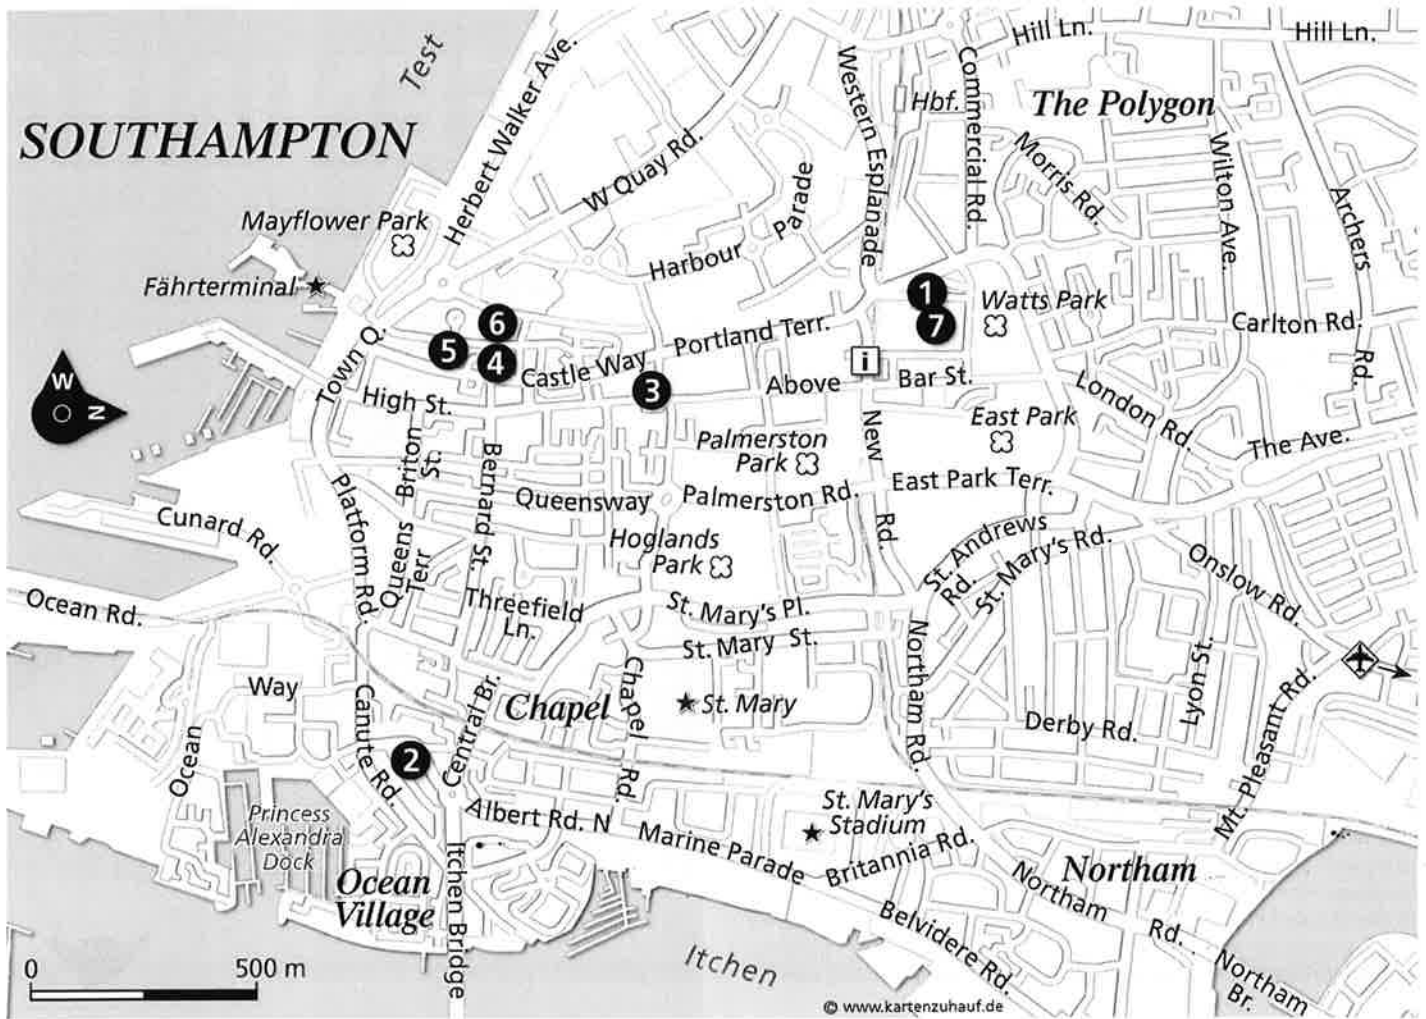 SOUTHAMPTON
Test
Herbert Walker Ave.
W Quay Rd.
Western Esplanade
Hbf.
Commercial Rd.
Hill Ln.
Hill Ln.
The Polygon
Morris Rd.
Wilton Ave.
Archers
Rd.
Mayflower Park
Fährterminal
Harbour
Parade
1
7
Watts Park
Carlton Rd.
6
5
4
Portland Terr.
Castle Way
3
Town Q.
High St.
Above
i
Bar St.
London Rd.
The Ave.
W
N
Briton
St.
Bernard St.
Palmerston
Park
New
Rd.
East Park
East Park Terr.
Queensway
Palmerston Rd.
Cunard Rd.
Platform Rd.
Queens
Terr
Hoglands
Park
St. Andrews
Rd.
St. Mary's Rd.
Onslow Rd.
Ocean Rd.
Threefield
Ln.
St. Mary's Pl.
St. Mary St.
Northam Rd.
Lyon St.
Mt. Pleasant Rd.
Derby Rd.
Way
Ocean
Canute Rd.
Central Br.
Chapel
Chapel
Rd.
St. Mary
2
Princess
Alexandra
Dock
Albert Rd. N
Marine Parade
St. Mary's
Stadium
Britannia Rd.
Ocean
Village
Itchen Bridge
Northam
Northam
Rd.
Belvidere Rd.
Northam
Br.
Itchen
0
500 m
© www.kartenzuhauf.de